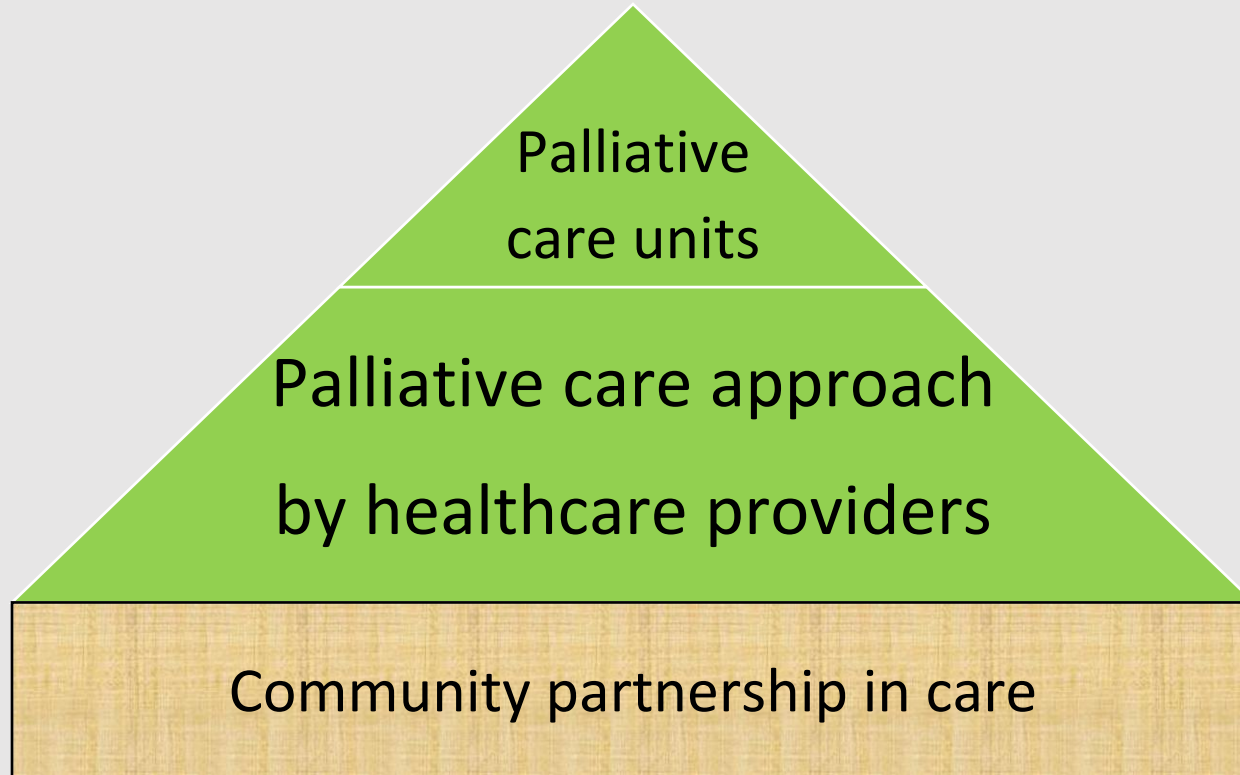 Palliative
care units
Palliative care approach
by healthcare providers
Community partnership in care